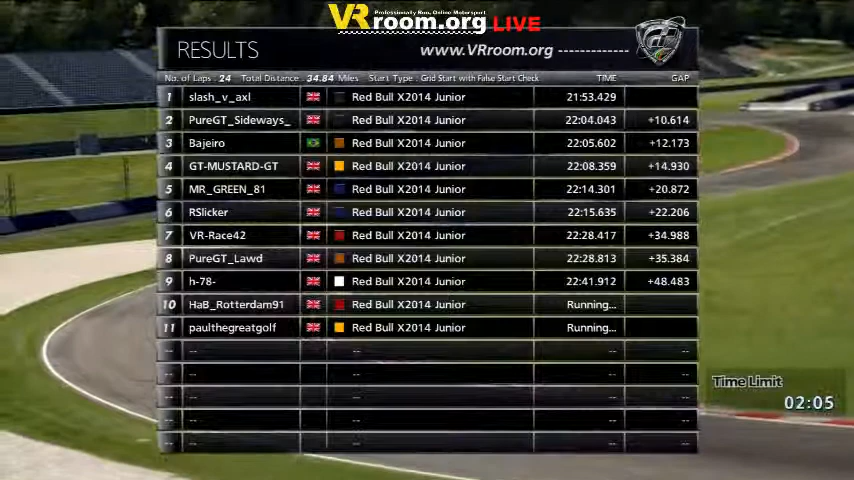 Professionally Run, Online Motorsport
VRroom.org LIVE
RESULTS www.VRroom.org -------------
No. of Laps : 24 Total Distance : 34.84 Miles Start Type : Grid Start with False Start Check TIME GAP
1 slash_v_axl Red Bull X2014 Junior 21:53.429
2 PureGT_Sideways_ Red Bull X2014 Junior 22:04.043 +10.614
3 Bajeiro Red Bull X2014 Junior 22:05.602 +12.173
4 GT-MUSTARD-GT Red Bull X2014 Junior 22:08.359 +14.930
5 MR_GREEN_81 Red Bull X2014 Junior 22:14.301 +20.872
6 RSlicker Red Bull X2014 Junior 22:15.635 +22.206
7 VR-Race42 Red Bull X2014 Junior 22:28.417 +34.988
8 PureGT_Lawd Red Bull X2014 Junior 22:28.813 +35.384
9 h-78- Red Bull X2014 Junior 22:41.912 +48.483
10 HaB_Rotterdam91 Red Bull X2014 Junior Running...
11 paulthegreatgolf Red Bull X2014 Junior Running...
-- -- -- -- --
-- -- -- -- --
-- -- -- -- --
-- -- -- -- --
-- -- -- -- --
Time Limit
02:05